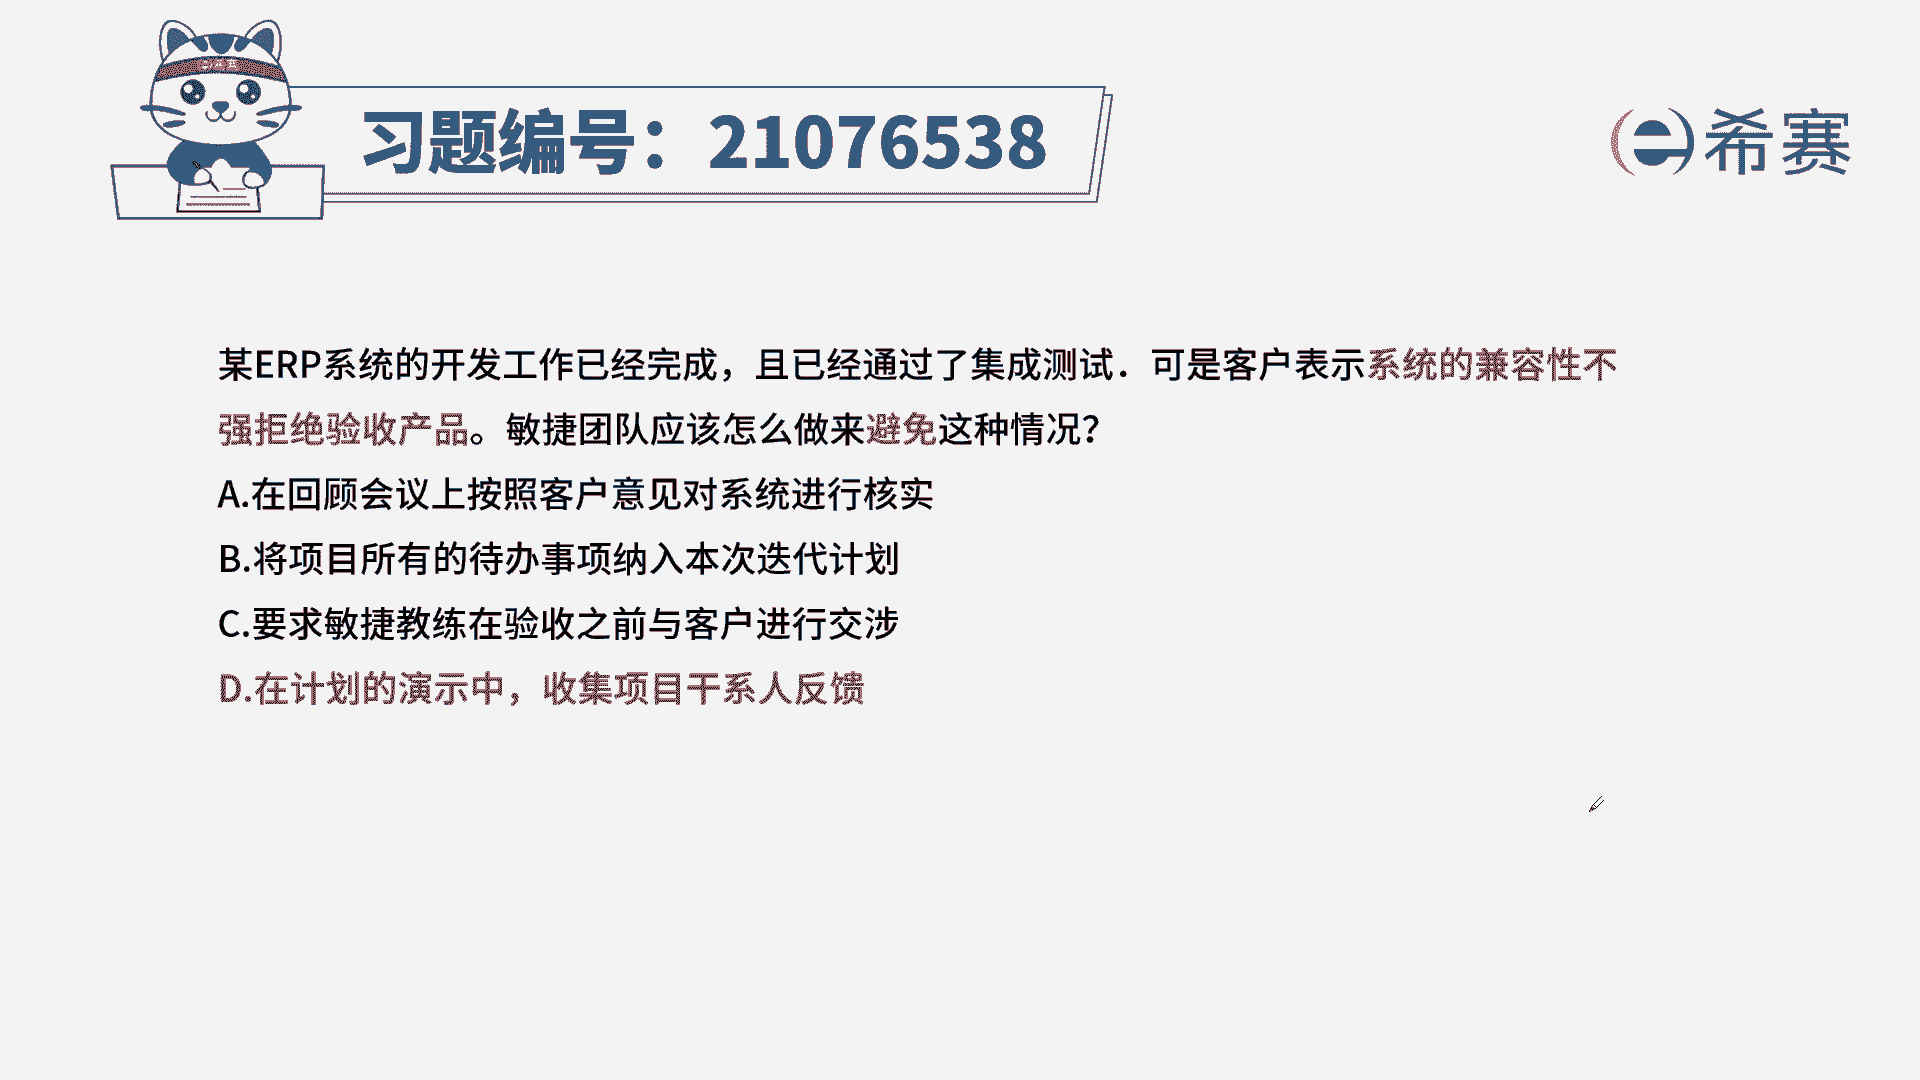 习题编号：21076538
希赛
某ERP系统的开发工作已经完成，且已经通过了集成测试．可是客户表示系统的兼容性不
强拒绝验收产品。敏捷团队应该怎么做来避免这种情况？
A.在回顾会议上按照客户意见对系统进行核实
B.将项目所有的待办事项纳入本次迭代计划
C.要求敏捷教练在验收之前与客户进行交涉
D.在计划的演示中，收集项目干系人反馈